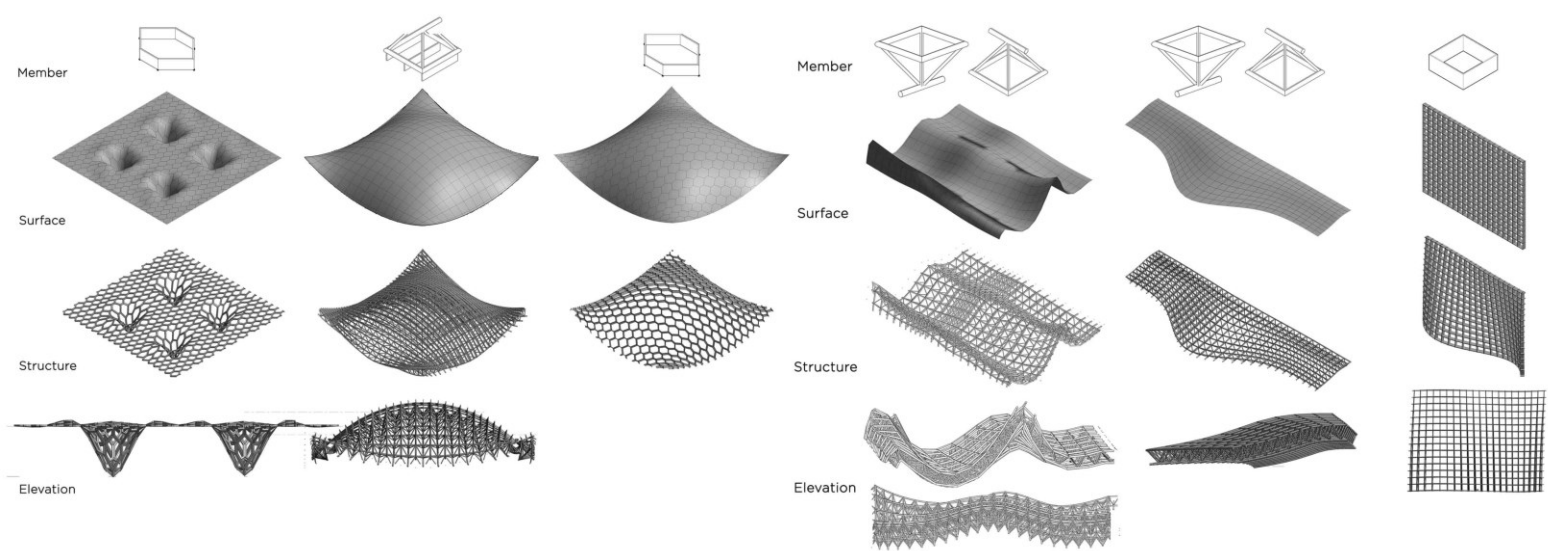 Member
Surface
Structure
Elevation
Member
Surface
Structure
Elevation